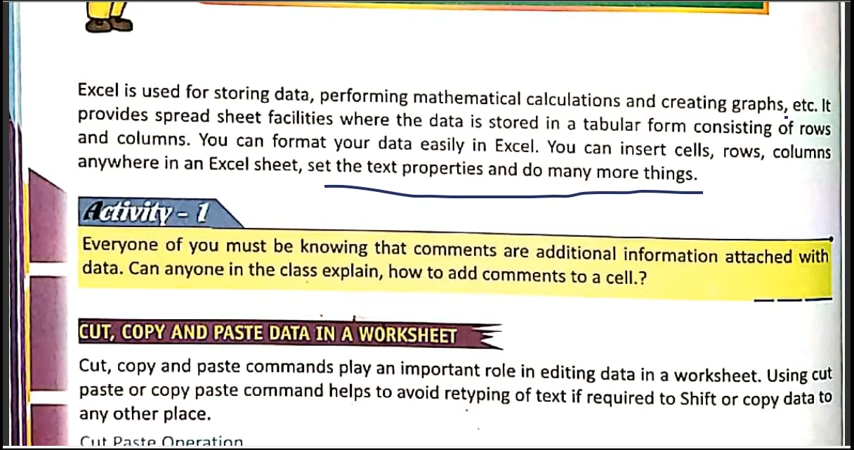 Excel is used for storing data, performing mathematical calculations and creating graphs, etc. It
provides spread sheet facilities where the data is stored in a tabular form consisting of rows
and columns. You can format your data easily in Excel. You can insert cells, rows, columns
anywhere in an Excel sheet, set the text properties and do many more things.
Activity - 1
Everyone of you must be knowing that comments are additional information attached with
data. Can anyone in the class explain, how to add comments to a cell.?
CUT, COPY AND PASTE DATA IN A WORKSHEET
Cut, copy and paste commands play an important role in editing data in a worksheet. Using cut
paste or copy paste command helps to avoid retyping of text if required to Shift or copy data to
any other place.
Cut Paste Operation